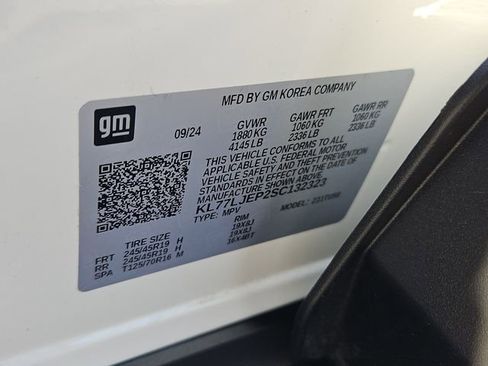 gm
MFD BY GM KOREA COMPANY
09/24 GVWR GAWR FRT GAWR RR
1880 KG 1060 KG 1060 KG
4145 LB 2336 LB 2336 LB
THIS VEHICLE CONFORMS TO ALL
APPLICABLE U.S. FEDERAL MOTOR
VEHICLE SAFETY AND THEFT PREVENTION
STANDARDS IN EFFECT ON THE DATE OF
MANUFACTURE SHOWN ABOVE.
KL77LJEP2SC132323
TYPE: MPV MODEL:
TIRE SIZE RIM
FRT 245/45R19 H 19X8J
RR 245/45R19 H 19X8J
SPA T125/70R16 M 16X4BT